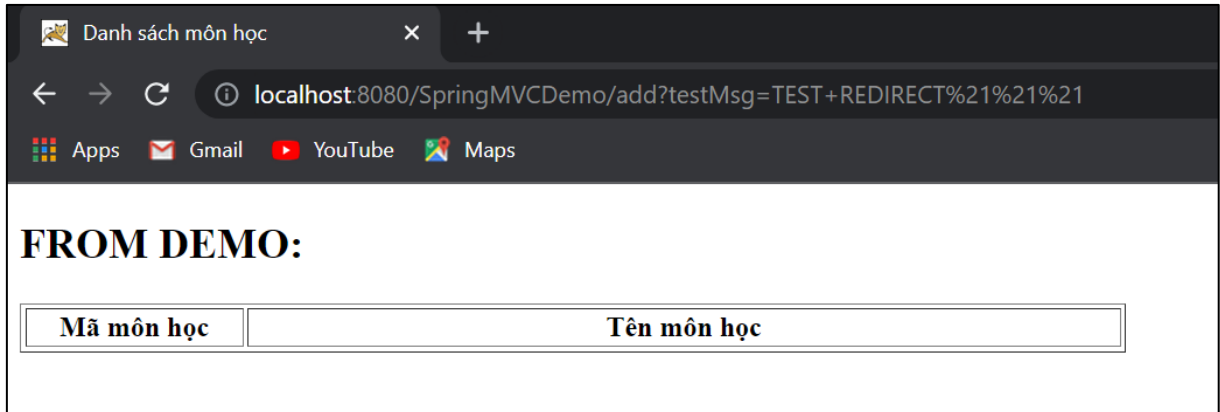 Danh sách môn học
localhost:8080/SpringMVCDemo/add?testMsg=TEST+REDIRECT%21%21%21
Apps Gmail YouTube Maps
FROM DEMO:
Mã môn học Tên môn học